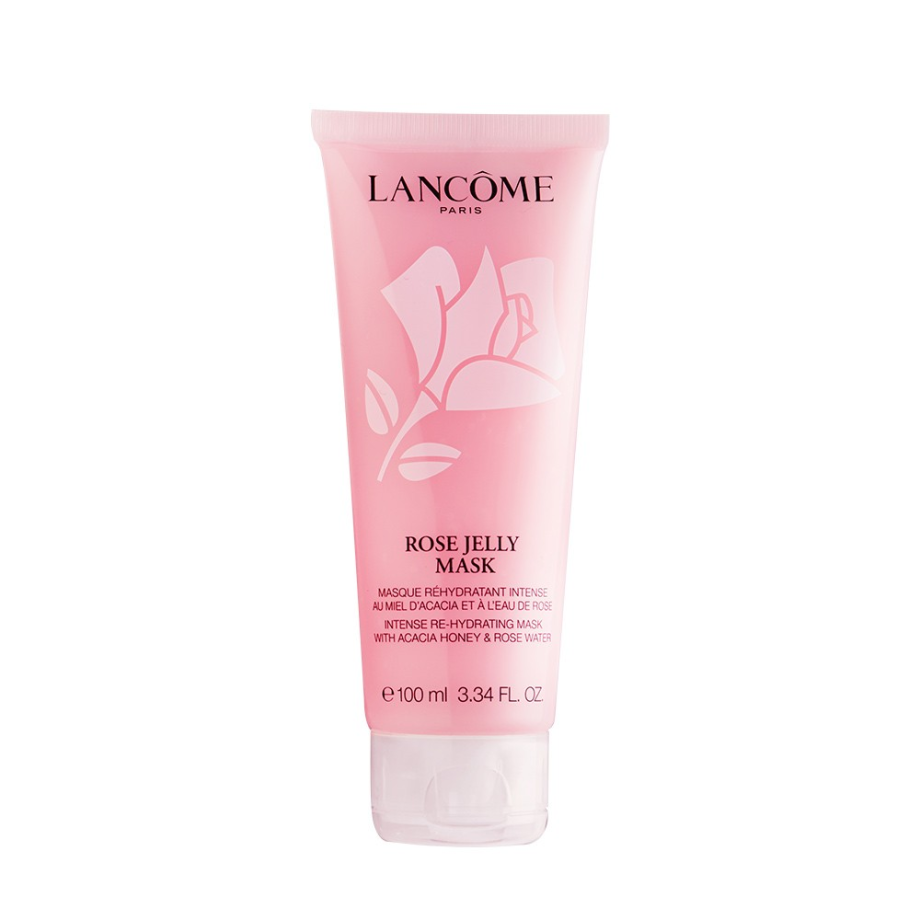 LANCÔME
PARIS
ROSE JELLY
MASK
MASQUE RÉHYDRATANT INTENSE
AU MIEL D'ACACIA ET À L'EAU DE ROSE
INTENSE RE-HYDRATING MASK
WITH ACACIA HONEY & ROSE WATER
℮ 100 ml 3.34 FL. OZ.